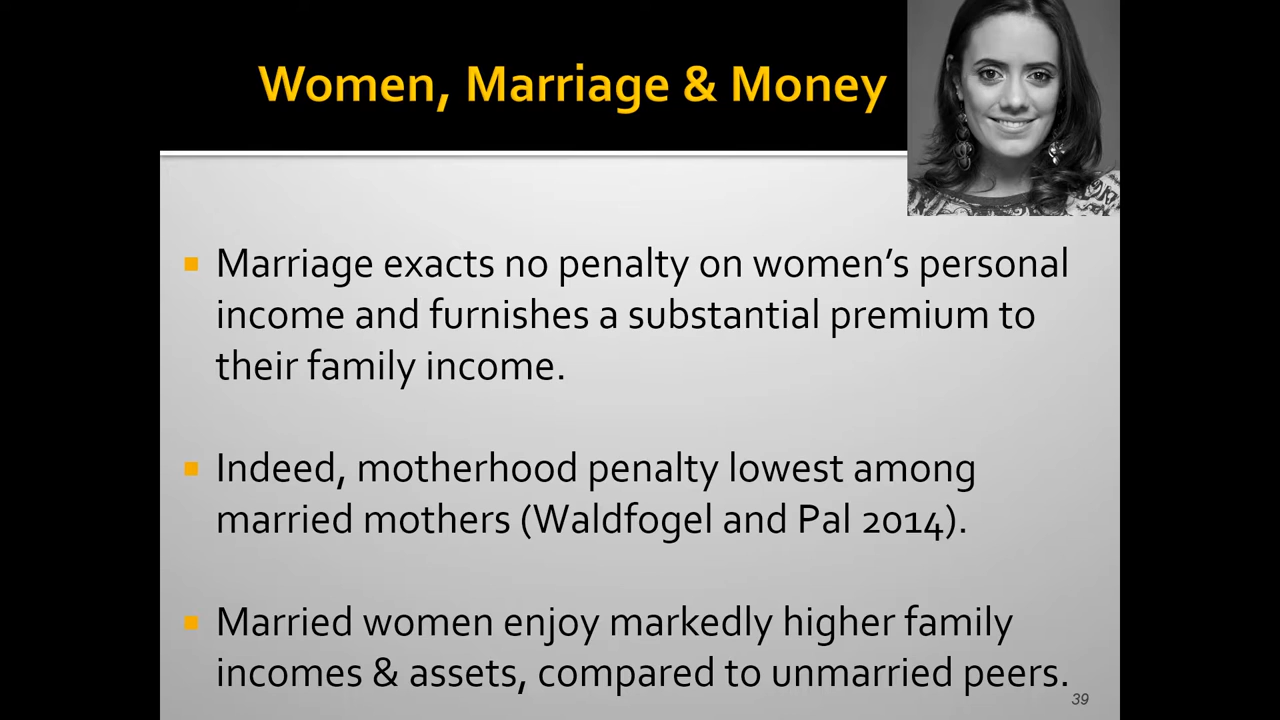 Women, Marriage & Money
Marriage exacts no penalty on women’s personal
income and furnishes a substantial premium to
their family income.
Indeed, motherhood penalty lowest among
married mothers (Waldfogel and Pal 2014).
Married women enjoy markedly higher family
incomes & assets, compared to unmarried peers.
39